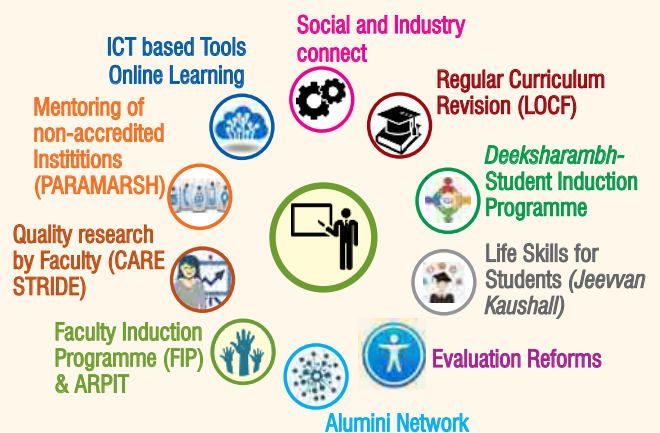 Social and Industry
connect
ICT based Tools
Online Learning
Regular Curriculum
Revision (LOCF)
Mentoring of
non-accredited
Instititions
(PARAMARSH)
Deeksharambh-
Student Induction
Programme
Quality research
by Faculty (CARE
STRIDE)
Life Skills for
Students (Jeevvan
Kaushall)
Faculty Induction
Programme (FIP)
& ARPIT
Evaluation Reforms
Alumini Network